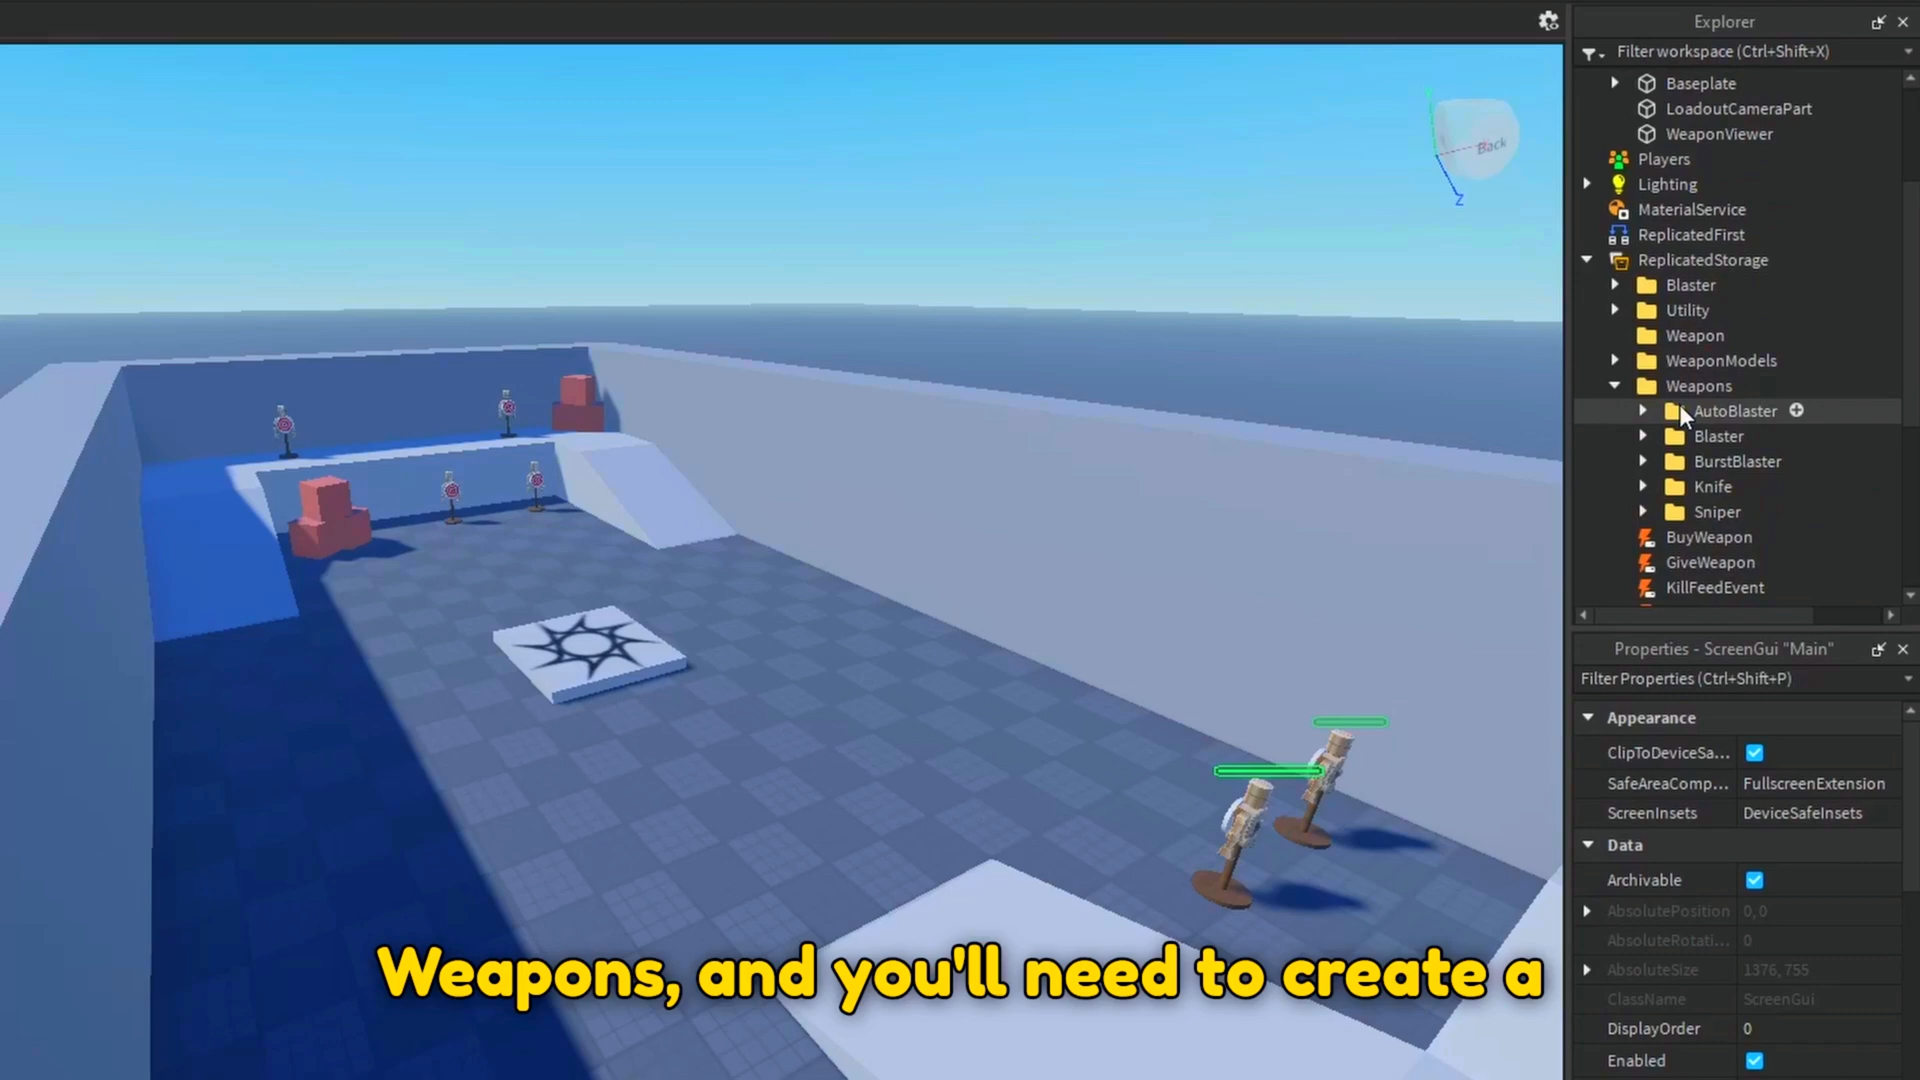 Explorer
Filter workspace (Ctrl+Shift+X)
Baseplate
LoadoutCameraPart
WeaponViewer
Players
Lighting
MaterialService
ReplicatedFirst
ReplicatedStorage
Blaster
Utility
Weapon
WeaponModels
Weapons
AutoBlaster
Blaster
BurstBlaster
Knife
Sniper
BuyWeapon
GiveWeapon
KillFeedEvent
Back
Z
Properties - ScreenGui "Main"
Filter Properties (Ctrl+Shift+P)
Appearance
ClipToDeviceSa...
SafeAreaComp... FullscreenExtension
ScreenInsets DeviceSafeInsets
Data
Archivable
AbsolutePosition 0, 0
AbsoluteRotati... 0
AbsoluteSize 1376, 755
ClassName ScreenGui
DisplayOrder 0
Enabled
Weapons, and you'll need to create a